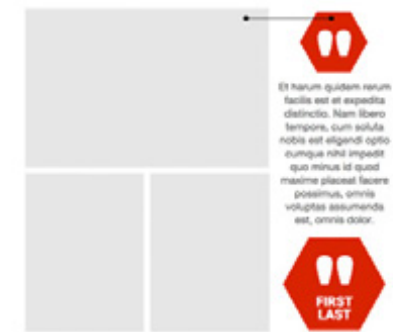 Et harum quidem rerum
facilis est et expedita
distinctio. Nam libero
tempore, cum soluta
nobis est eligendi optio
cumque nihil impedit
quo minus id quod
maxime placeat facere
possimus, omnis
voluptas assumenda
est, omnis dolor.
FIRST
LAST